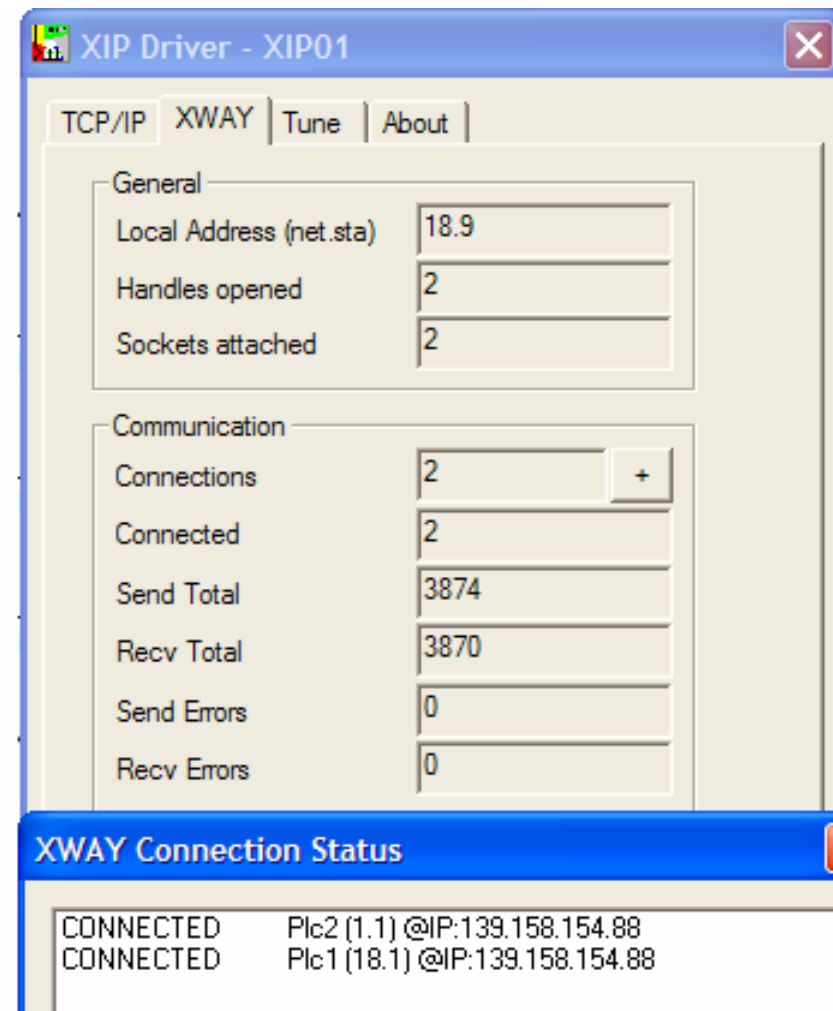 XIP Driver - XIP01
TCP/IP XWAY Tune About
General
Local Address (net.sta) 18.9
Handles opened 2
Sockets attached 2
Communication
Connections 2 +
Connected 2
Send Total 3874
Recv Total 3870
Send Errors 0
Recv Errors 0
XWAY Connection Status
CONNECTED Plc2 (1.1) @IP:139.158.154.88
CONNECTED Plc1 (18.1) @IP:139.158.154.88